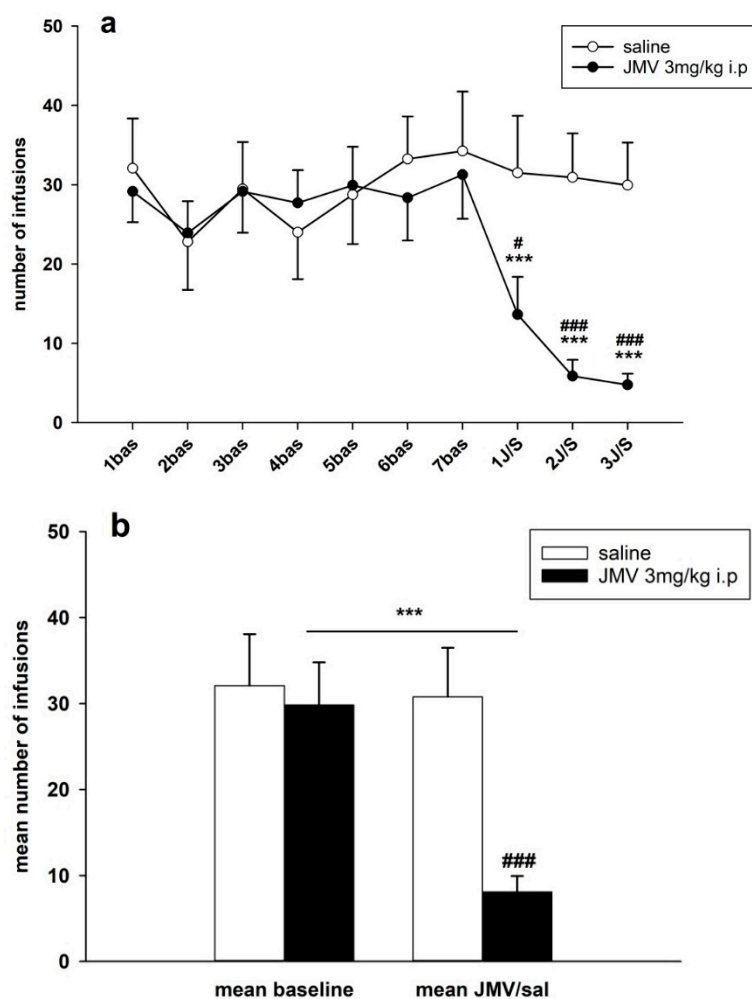 a
saline
JMV 3mg/kg i.p
number of infusions
50
40
30
20
10
0
#
***
###
***
###
***
1bas
2bas
3bas
4bas
5bas
6bas
7bas
1J/S
2J/S
3J/S
b
saline
JMV 3mg/kg i.p
mean number of infusions
50
40
30
20
10
0
***
###
mean baseline
mean JMV/sal